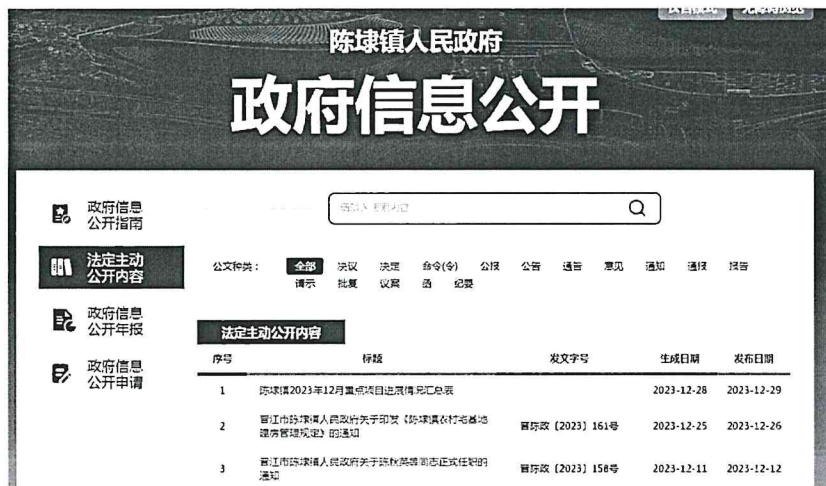 陈埭镇人民政府
政府信息公开
政府信息
公开指南
法定主动
公开内容
政府信息
公开年报
政府信息
公开申请
公文种类： 全部 决议 决定 命令(令) 公报 公告 通告 意见 通知 通报 报告
请示 批复 议案 函 纪要
法定主动公开内容
序号 标题 发文字号 生成日期 发布日期
1 陈埭镇2023年12月重点项目进展情况汇总表 2023-12-28 2023-12-29
2 晋江市陈埭镇人民政府关于印发《陈埭镇农村宅基地
建房管理规定》的通知 晋陈政〔2023〕161号 2023-12-25 2023-12-26
3 晋江市陈埭镇人民政府关于陈秋英等同志正式任职的
通知 晋陈政〔2023〕158号 2023-12-11 2023-12-12